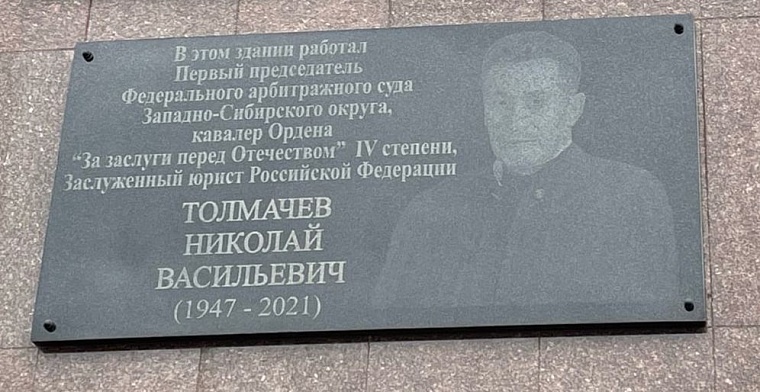 В этом здании работал
Первый председатель
Федерального арбитражного суда
Западно-Сибирского округа,
кавалер Ордена
“За заслуги перед Отечеством” IV степени,
Заслуженный юрист Российской Федерации
ТОЛМАЧЕВ
НИКОЛАЙ
ВАСИЛЬЕВИЧ
(1947 - 2021)